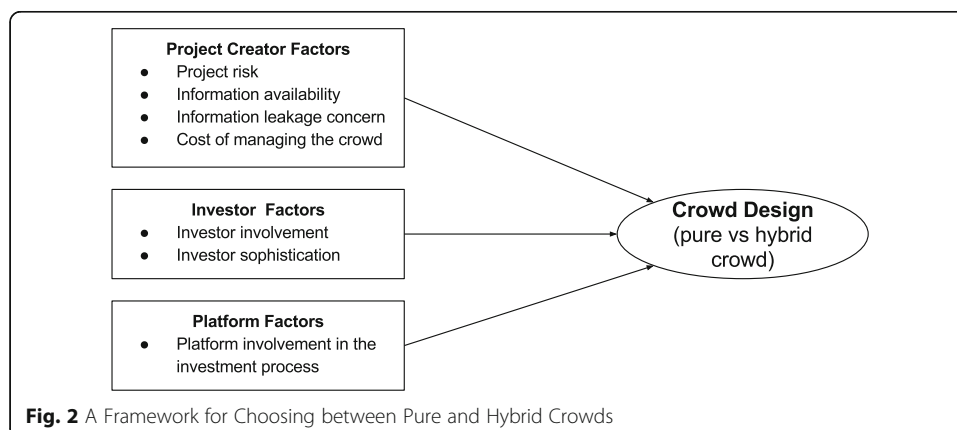 Project Creator Factors
● Project risk
● Information availability
● Information leakage concern
● Cost of managing the crowd
Investor Factors
● Investor involvement
● Investor sophistication
Platform Factors
● Platform involvement in the
investment process
Crowd Design
(pure vs hybrid
crowd)
Fig. 2 A Framework for Choosing between Pure and Hybrid Crowds